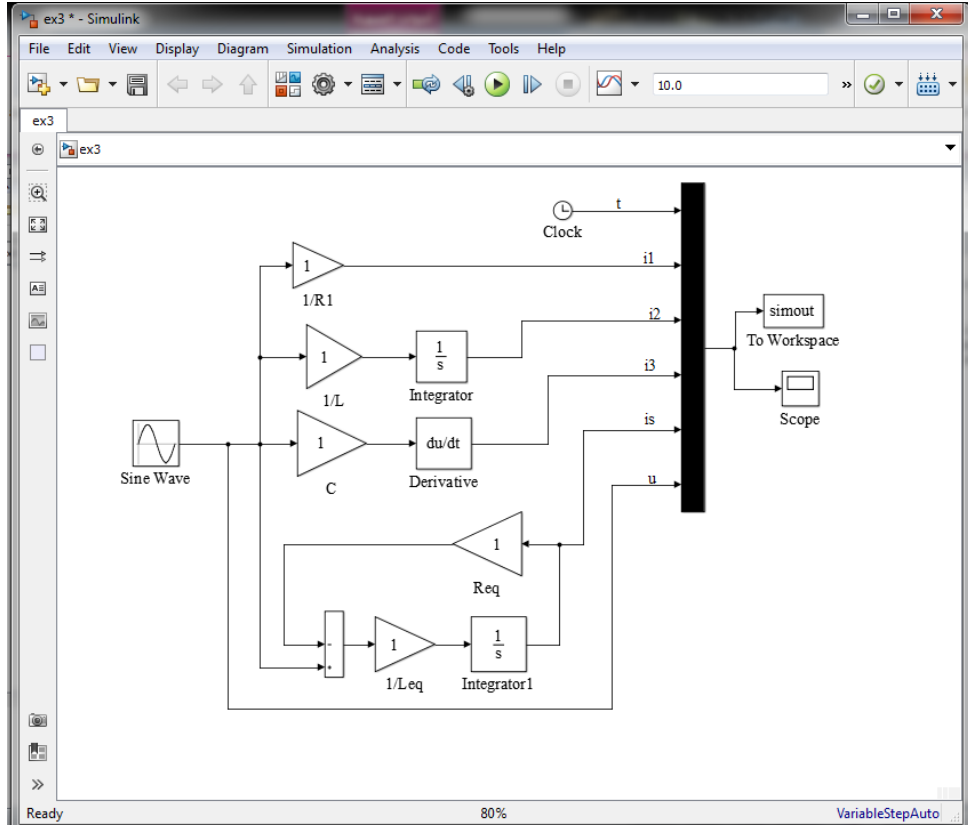 ex3 * - Simulink
File Edit View Display Diagram Simulation Analysis Code Tools Help
10.0 »
ex3
ex3
t
Clock
i1
1
1/R1
i2
1
1/L
1
s
Integrator
simout
To Workspace
i3
Scope
Sine Wave
1
C
du/dt
Derivative
is
u
1
Req
-
+
1
1/Leq
1
s
Integrator1
»
Ready 80% VariableStepAuto